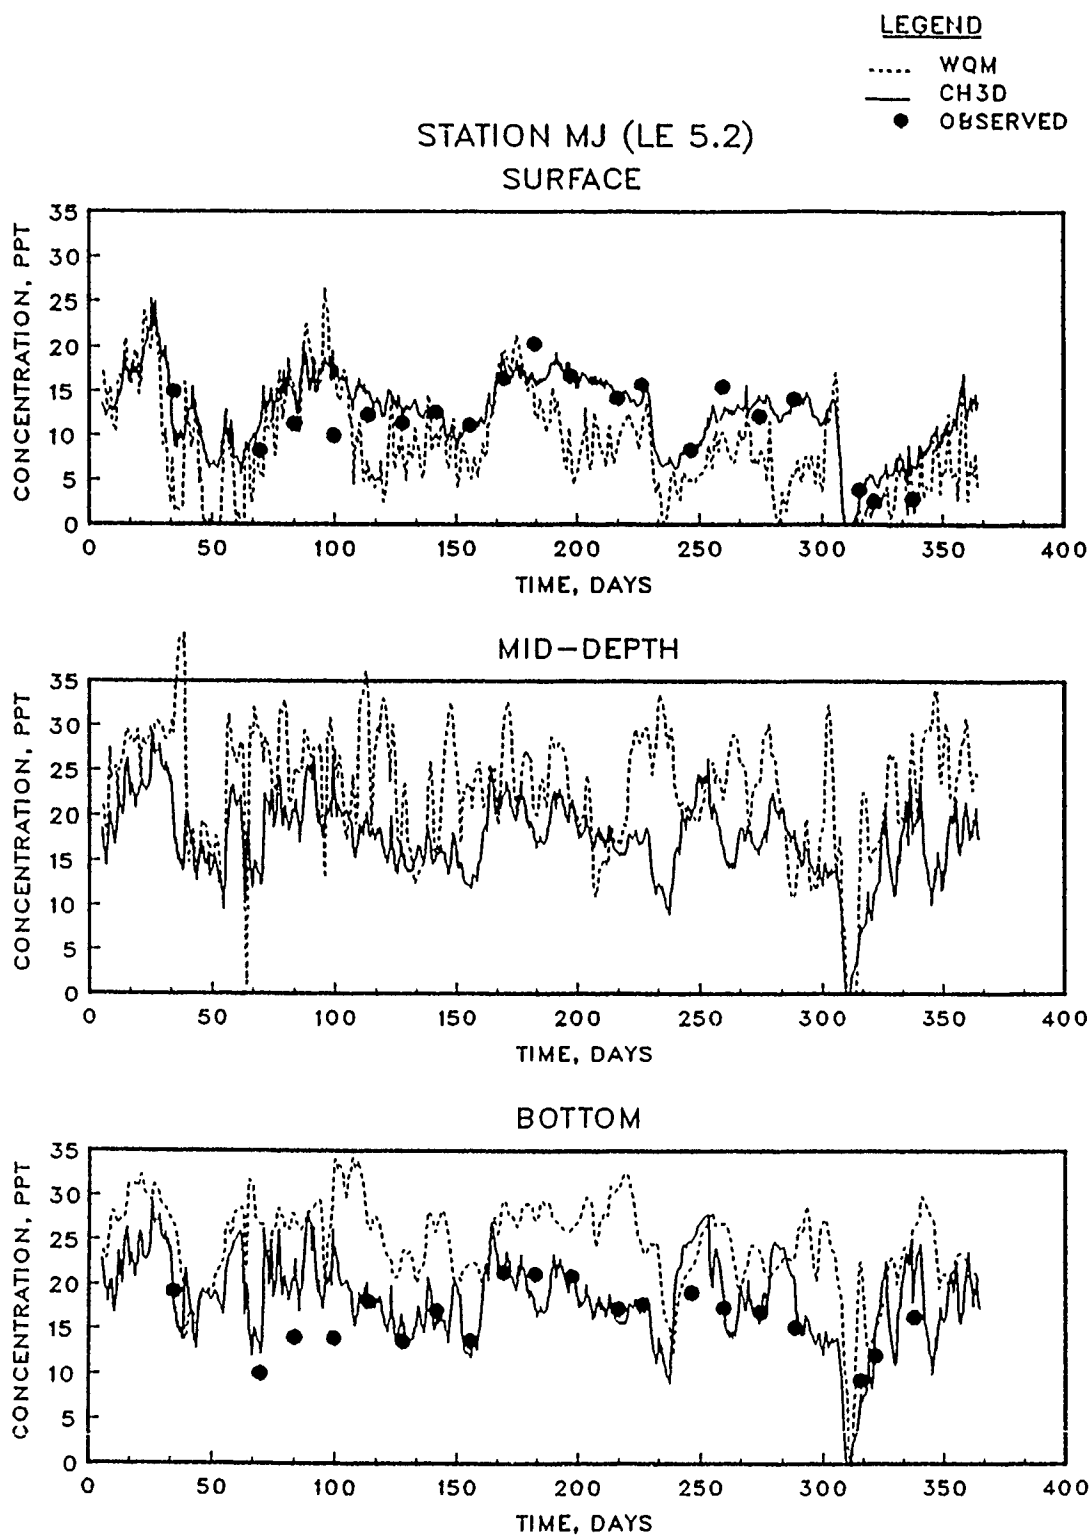 LEGEND
WQM
CH3D
OBSERVED
STATION MJ (LE 5.2)
SURFACE
CONCENTRATION, PPT
35
30
25
20
15
10
5
0
0 50 100 150 200 250 300 350 400
TIME, DAYS
MID-DEPTH
CONCENTRATION, PPT
35
30
25
20
15
10
5
0
0 50 100 150 200 250 300 350 400
TIME, DAYS
BOTTOM
CONCENTRATION, PPT
35
30
25
20
15
10
5
0
0 50 100 150 200 250 300 350 400
TIME, DAYS